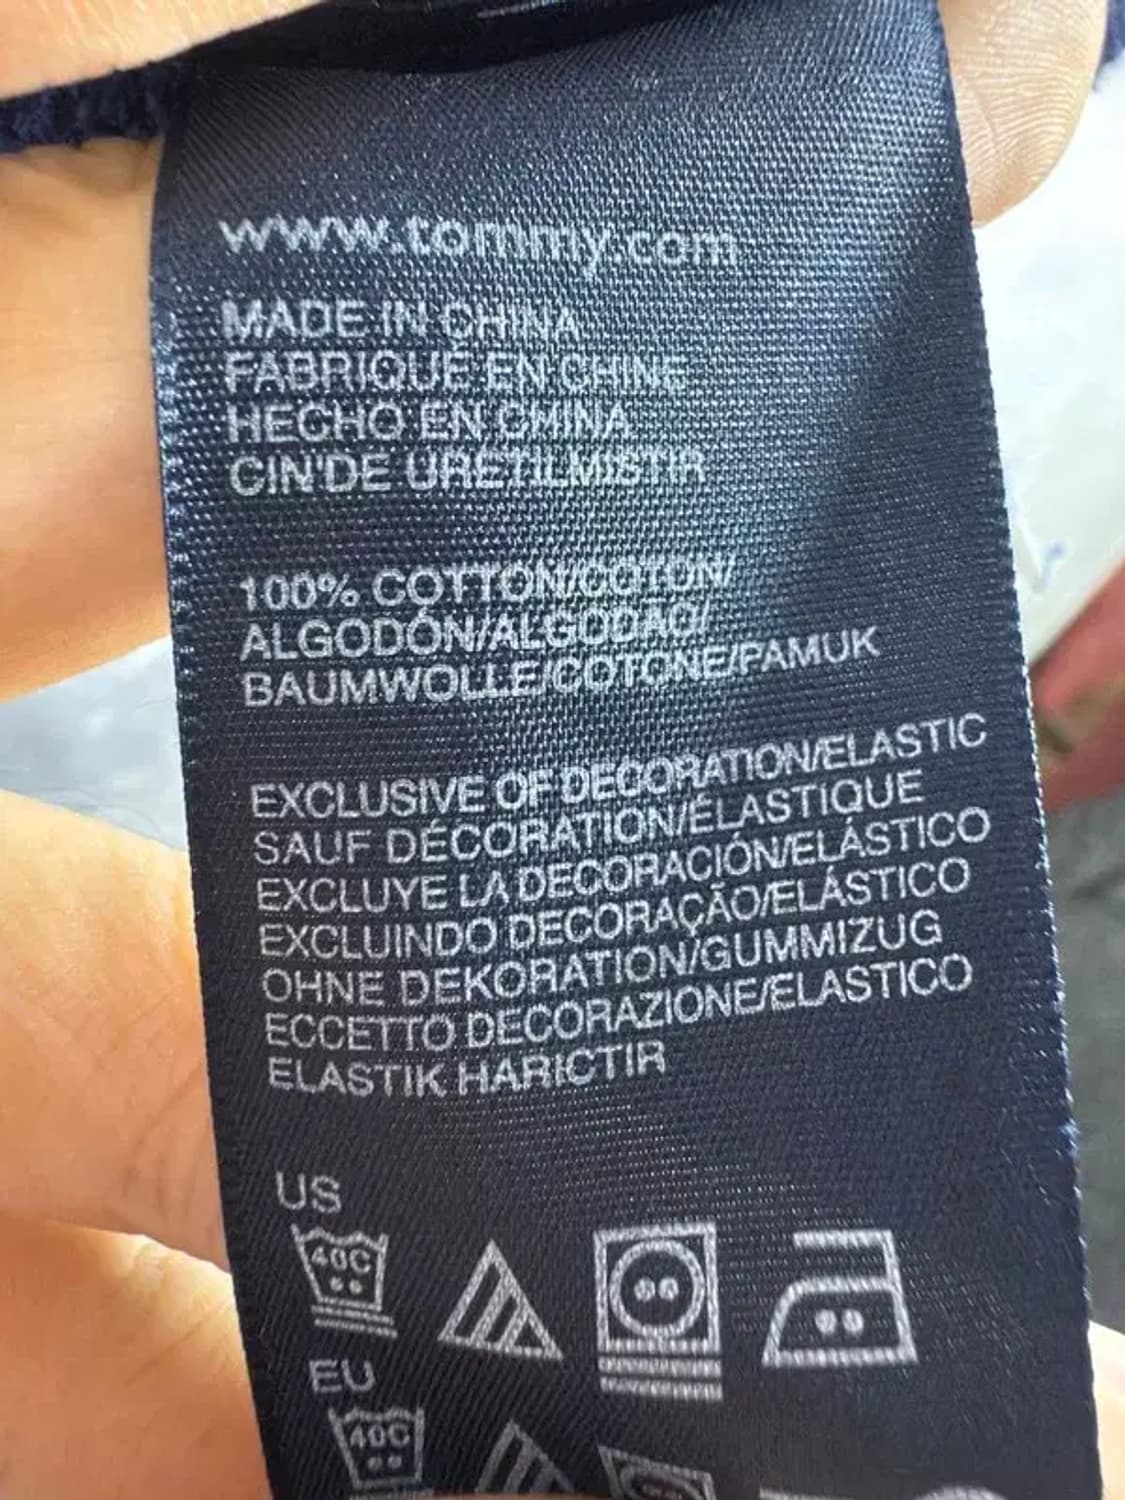 www.tommy.com
MADE IN CHINA
FABRIQUÉ EN CHINE
HECHO EN CHINA
CIN'DE URETILMISTIR
100% COTTON/COTON/
ALGODÓN/ALGODAO/
BAUMWOLLE/COTONE/PAMUK
EXCLUSIVE OF DECORATION/ELASTIC
SAUF DÉCORATION/ÉLASTIQUE
EXCLUYE LA DECORACIÓN/ELÁSTICO
EXCLUINDO DECORAÇÃO/ELÁSTICO
OHNE DEKORATION/GUMMIZUG
ECCETTO DECORAZIONE/ELASTICO
ELASTIK HARICTIR
US
40C
EU
40C